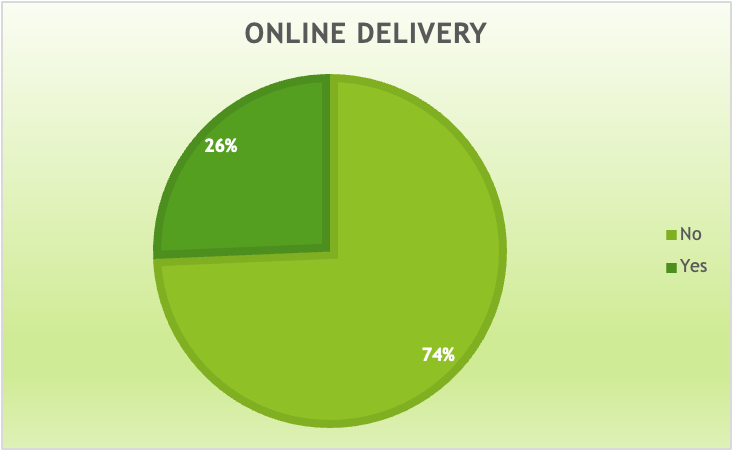 ONLINE DELIVERY
26%
No
Yes
74%